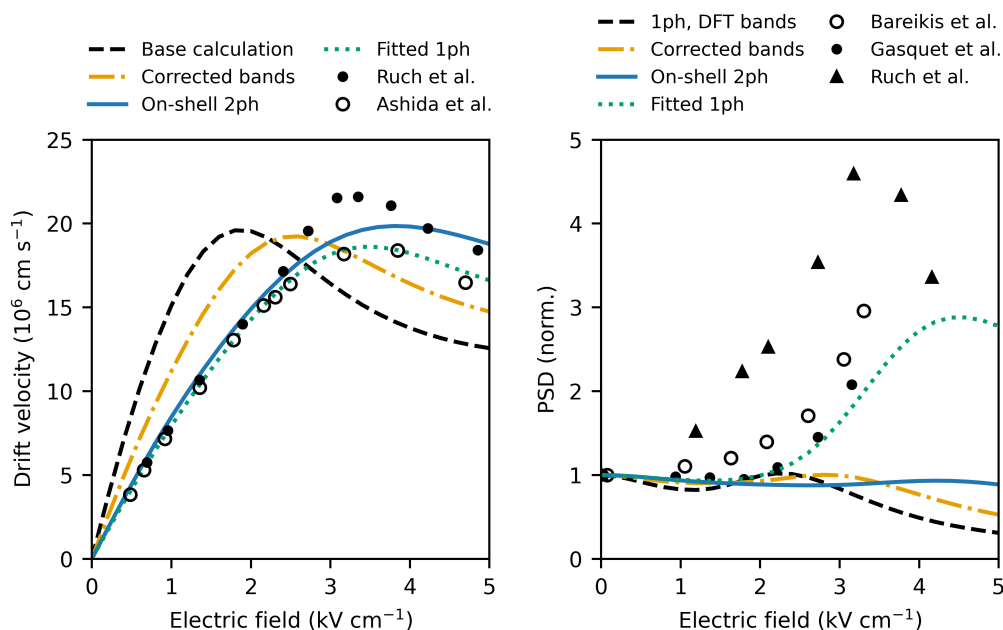 Base calculation
Corrected bands
On-shell 2ph
Fitted 1ph
Ruch et al.
Ashida et al.
25
20
15
10
5
0
Drift velocity (10⁶ cm s⁻¹)
0 1 2 3 4 5
Electric field (kV cm⁻¹)
1ph, DFT bands
Corrected bands
On-shell 2ph
Fitted 1ph
Bareikis et al.
Gasquet et al.
Ruch et al.
5
4
3
2
1
0
PSD (norm.)
0 1 2 3 4 5
Electric field (kV cm⁻¹)